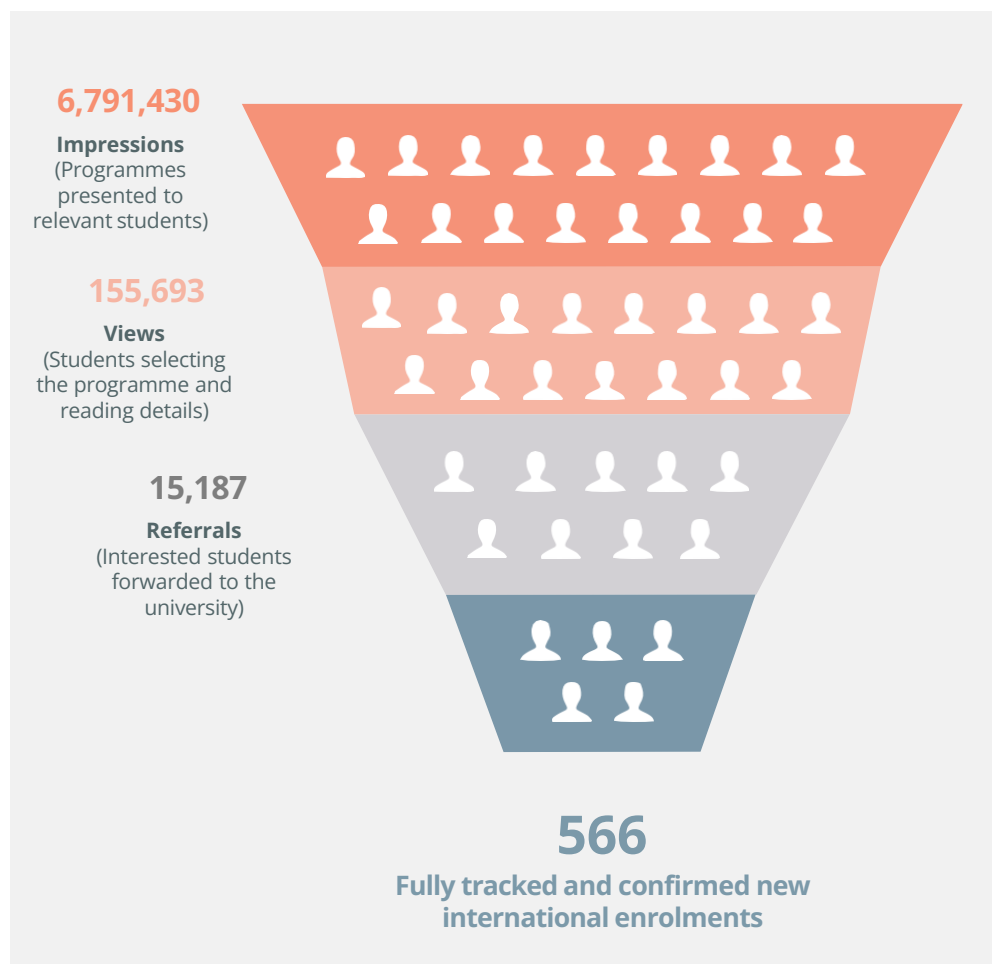 6,791,430
Impressions
(Programmes
presented to
relevant students)
155,693
Views
(Students selecting
the programme and
reading details)
15,187
Referrals
(Interested students
forwarded to the
university)
566
Fully tracked and confirmed new
international enrolments